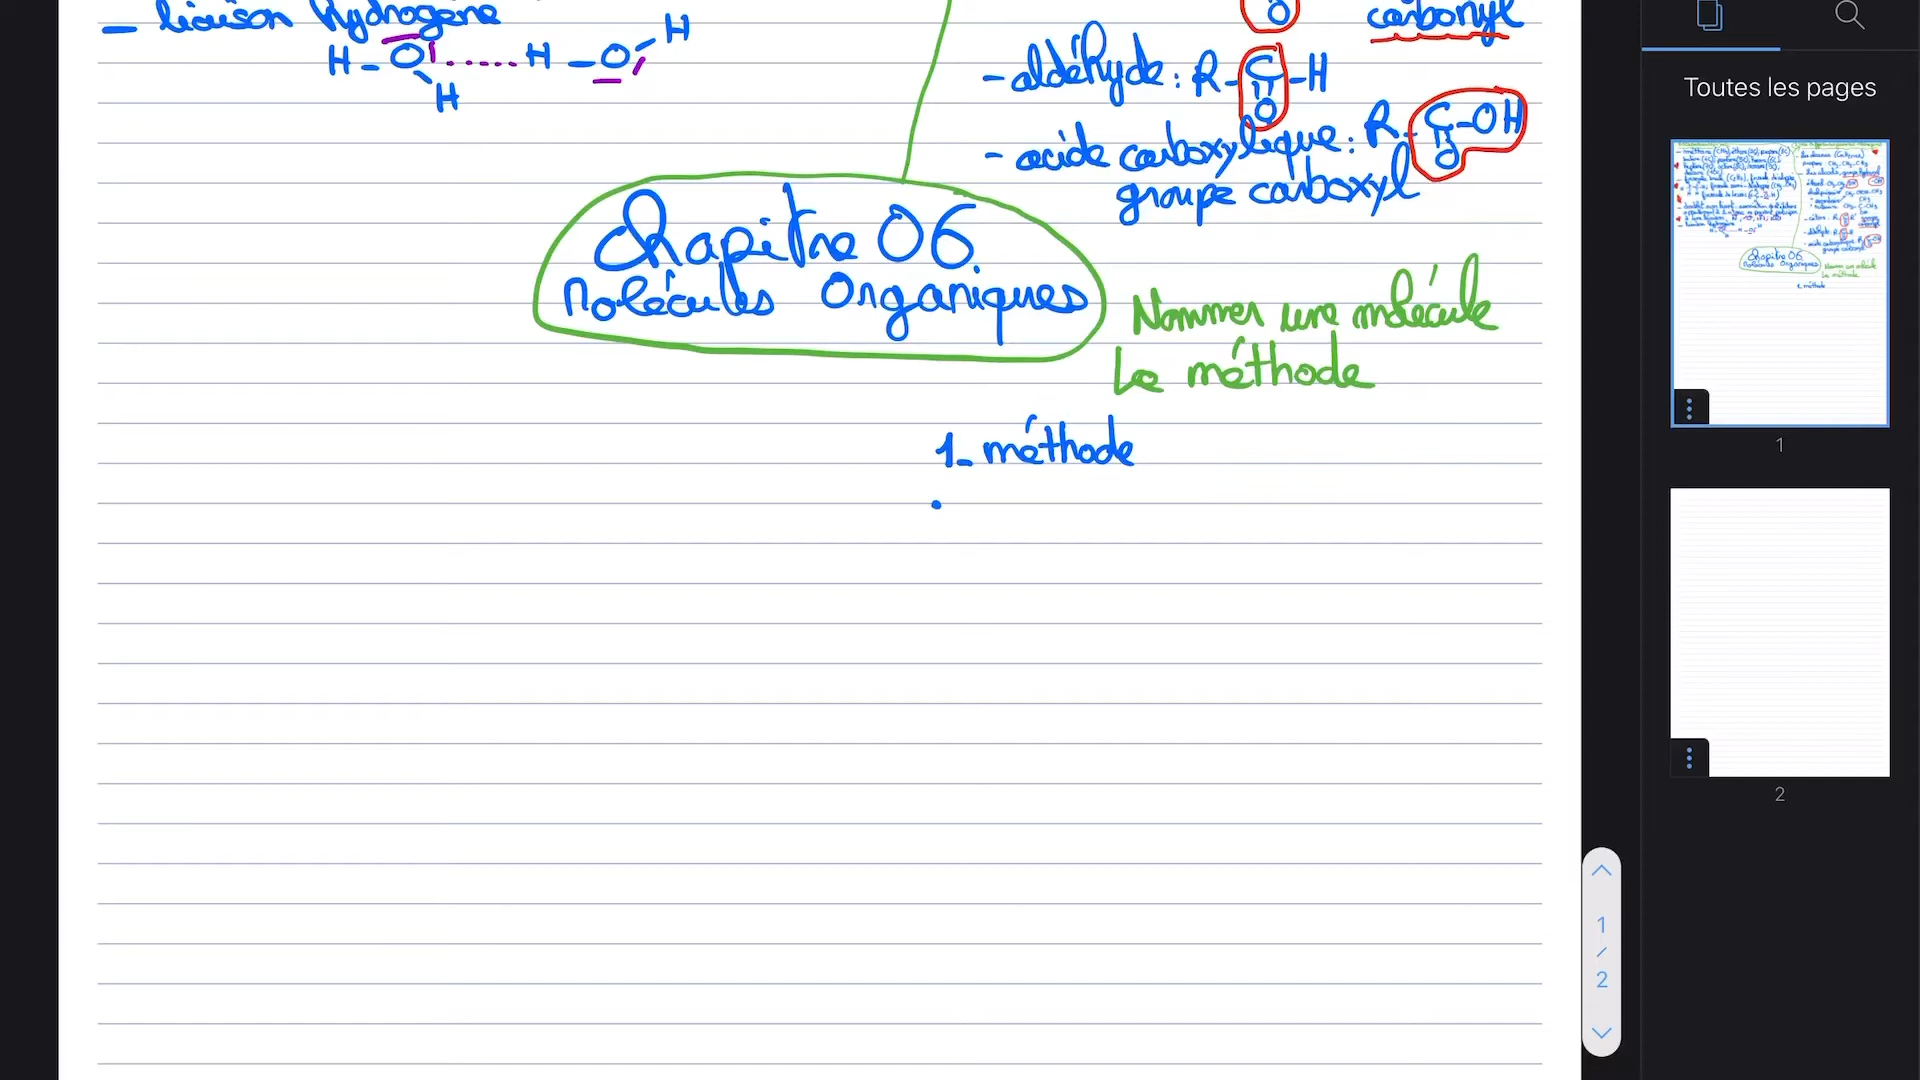 - liaison hydrogène
H - O ..... H - O - H
H
O
carbonyl
- aldéhyde : R - C - H
O
- acide carboxylique : R - C - OH
O
groupe carboxyl
Chapitre 06
Molécules Organiques
Nommer une molécule
La méthode
1 - méthode
Toutes les pages
1
2
1
/
2